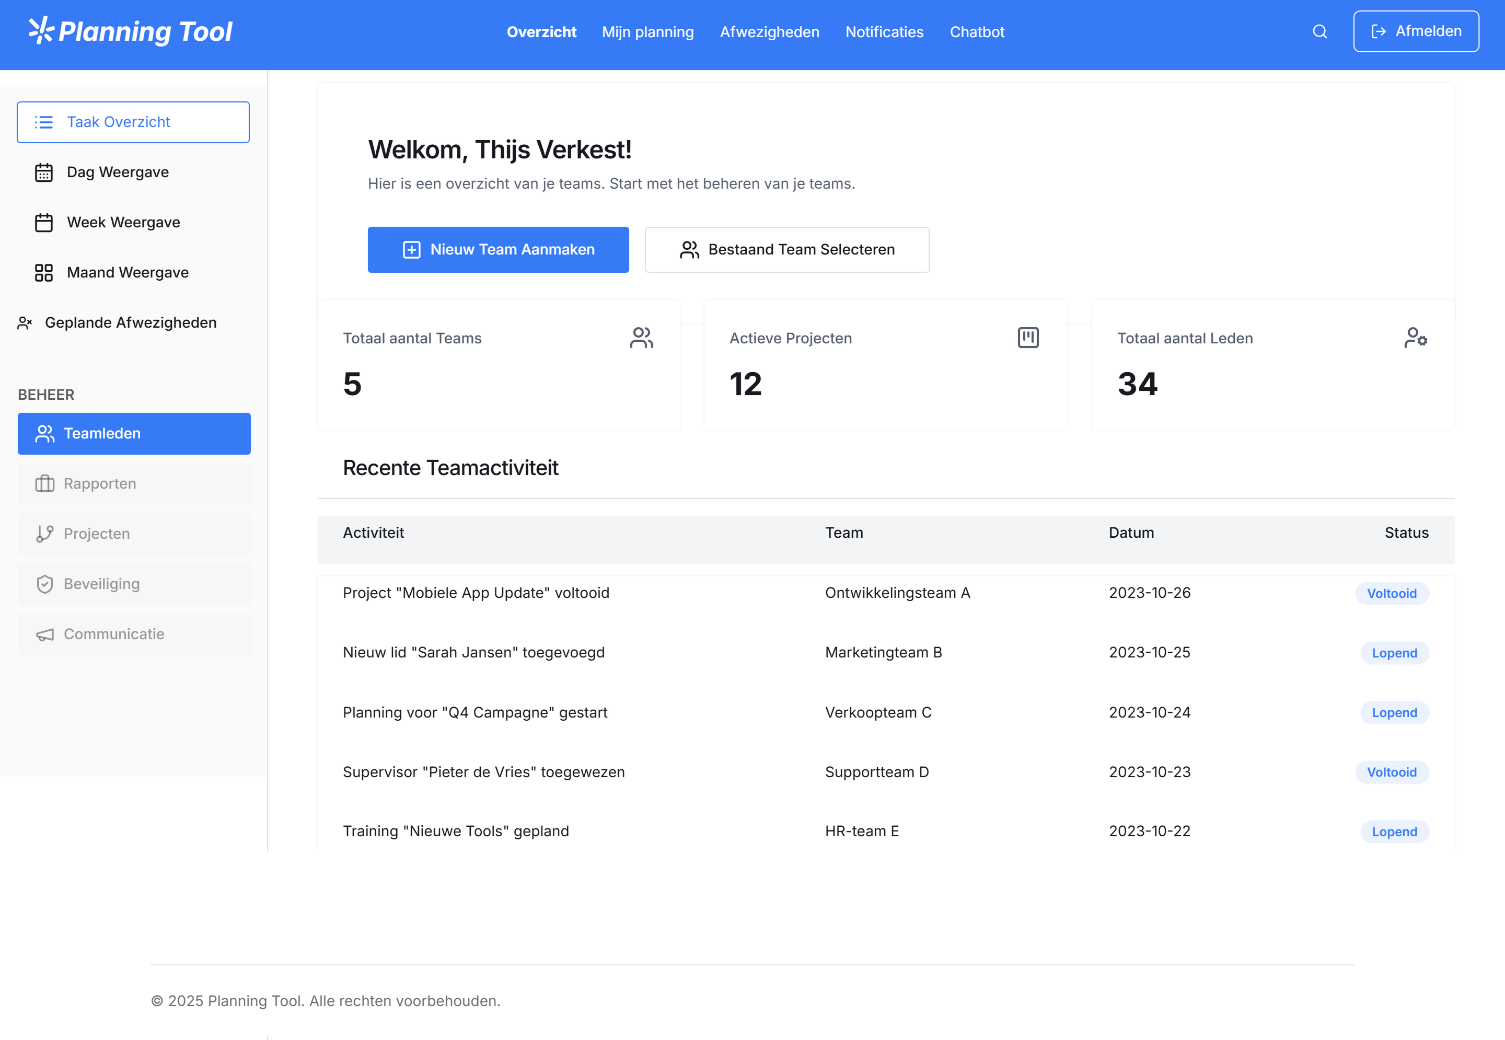 Planning Tool
Overzicht Mijn planning Afwezigheden Notificaties Chatbot
Afmelden
Taak Overzicht
Dag Weergave
Week Weergave
Maand Weergave
Geplande Afwezigheden
BEHEER
Teamleden
Rapporten
Projecten
Beveiliging
Communicatie
Welkom, Thijs Verkest!
Hier is een overzicht van je teams. Start met het beheren van je teams.
Nieuw Team Aanmaken Bestaand Team Selecteren
Totaal aantal Teams
5
Actieve Projecten
12
Totaal aantal Leden
34
Recente Teamactiviteit
Activiteit Team Datum Status
Project "Mobiele App Update" voltooid Ontwikkelingsteam A 2023-10-26 Voltooid
Nieuw lid "Sarah Jansen" toegevoegd Marketingteam B 2023-10-25 Lopend
Planning voor "Q4 Campagne" gestart Verkoopteam C 2023-10-24 Lopend
Supervisor "Pieter de Vries" toegewezen Supportteam D 2023-10-23 Voltooid
Training "Nieuwe Tools" gepland HR-team E 2023-10-22 Lopend
© 2025 Planning Tool. Alle rechten voorbehouden.